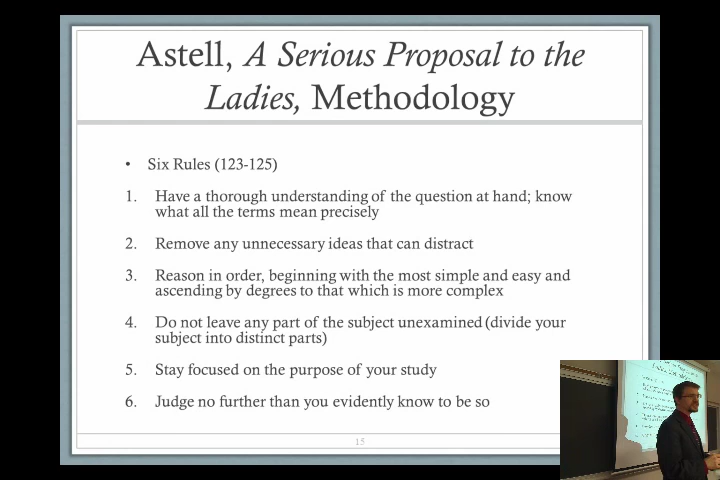 Astell, A Serious Proposal to the
Ladies, Methodology
• Six Rules (123-125)
1. Have a thorough understanding of the question at hand; know
what all the terms mean precisely
2. Remove any unnecessary ideas that can distract
3. Reason in order, beginning with the most simple and easy and
ascending by degrees to that which is more complex
4. Do not leave any part of the subject unexamined (divide your
subject into distinct parts)
5. Stay focused on the purpose of your study
6. Judge no further than you evidently know to be so
15